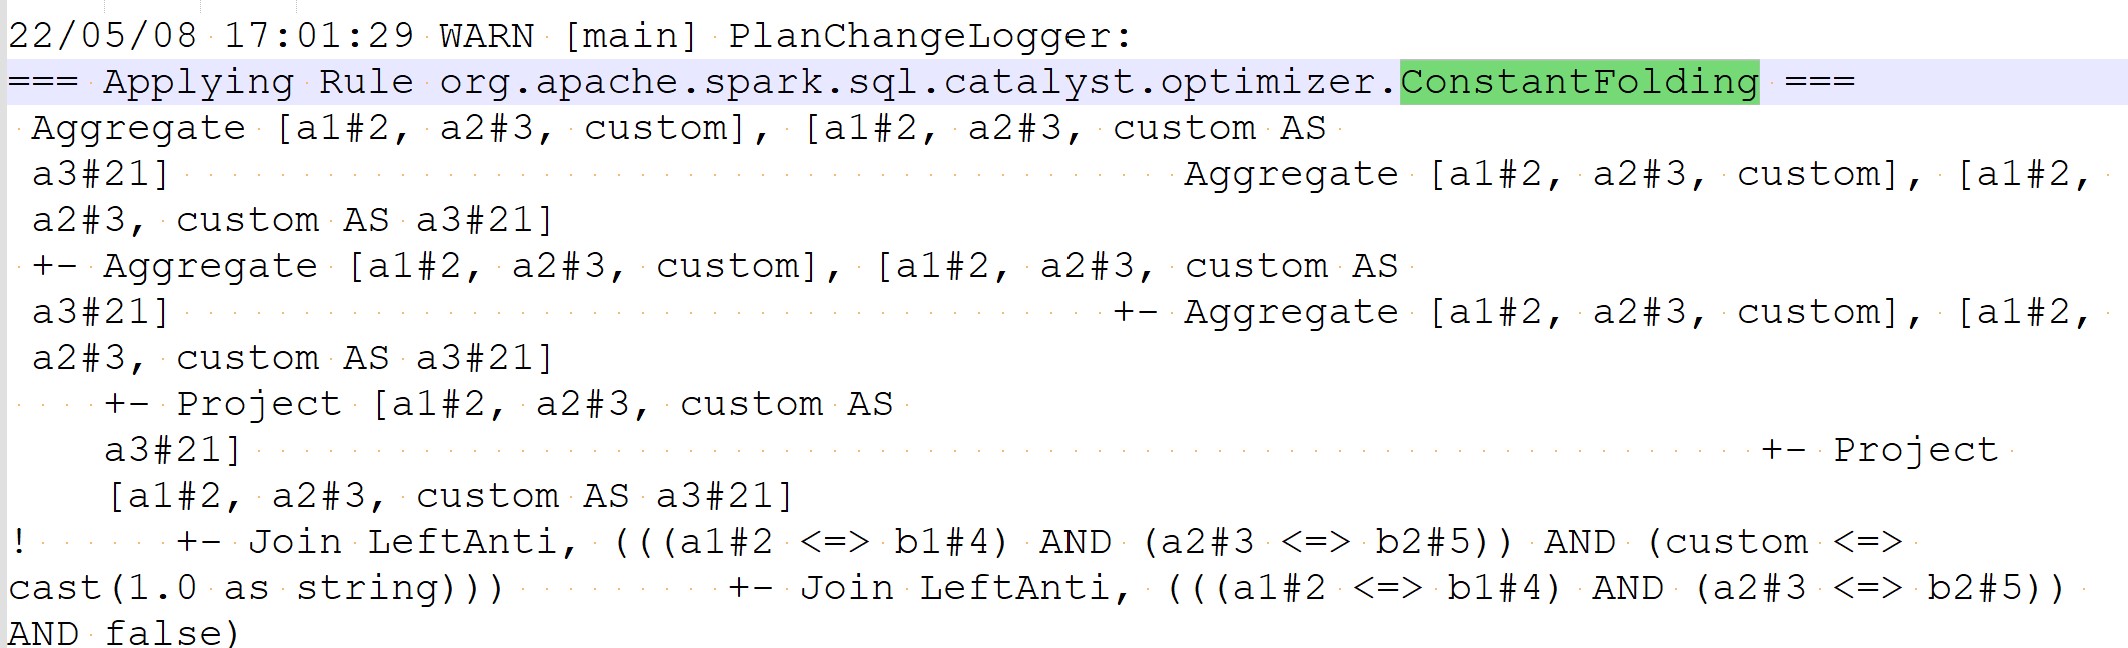 22/05/08 17:01:29 WARN [main] PlanChangeLogger:
=== Applying Rule org.apache.spark.sql.catalyst.optimizer.ConstantFolding ===
Aggregate [a1#2, a2#3, custom], [a1#2, a2#3, custom AS
a3#21] Aggregate [a1#2, a2#3, custom], [a1#2,
a2#3, custom AS a3#21]
+- Aggregate [a1#2, a2#3, custom], [a1#2, a2#3, custom AS
a3#21] +- Aggregate [a1#2, a2#3, custom], [a1#2,
a2#3, custom AS a3#21]
+- Project [a1#2, a2#3, custom AS
a3#21] +- Project
[a1#2, a2#3, custom AS a3#21]
! +- Join LeftAnti, (((a1#2 <=> b1#4) AND (a2#3 <=> b2#5)) AND (custom <=>
cast(1.0 as string))) +- Join LeftAnti, (((a1#2 <=> b1#4) AND (a2#3 <=> b2#5))
AND false)